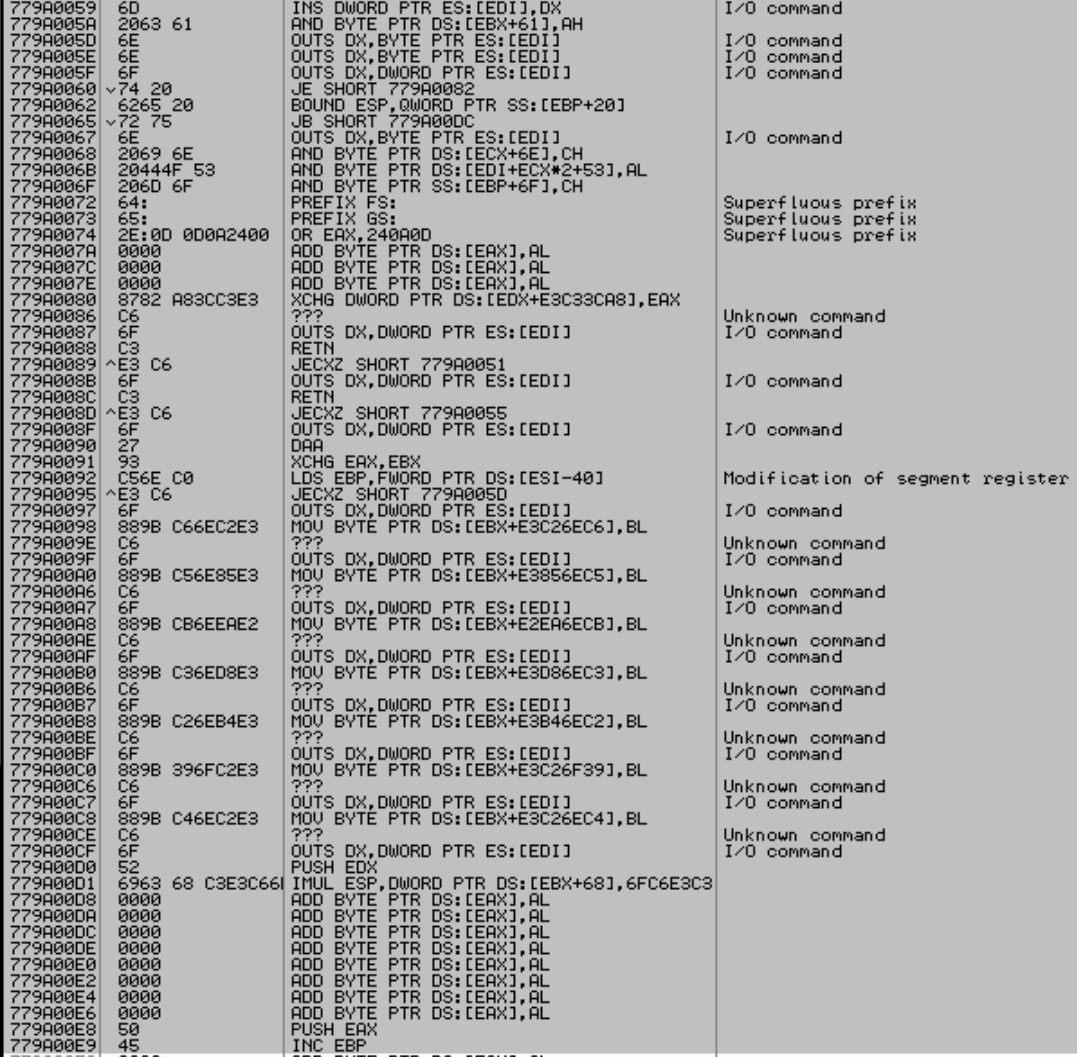 779A0059 6D INS DWORD PTR ES:[EDI],DX I/O command
779A005A 2063 61 AND BYTE PTR DS:[EBX+61],AH
779A005D 6E OUTS DX,BYTE PTR ES:[EDI] I/O command
779A005E 6E OUTS DX,BYTE PTR ES:[EDI] I/O command
779A005F 6F OUTS DX,DWORD PTR ES:[EDI] I/O command
779A0060 ˅74 20 JE SHORT 779A0082
779A0062 6265 20 BOUND ESP,QWORD PTR SS:[EBP+20]
779A0065 ˅72 75 JB SHORT 779A00DC
779A0067 6E OUTS DX,BYTE PTR ES:[EDI] I/O command
779A0068 2069 6E AND BYTE PTR DS:[ECX+6E],CH
779A006B 20444F 53 AND BYTE PTR DS:[EDI+ECX*2+53],AL
779A006F 206D 6F AND BYTE PTR SS:[EBP+6F],CH
779A0072 64: PREFIX FS: Superfluous prefix
779A0073 65: PREFIX GS: Superfluous prefix
779A0074 2E:0D 0D0A2400 OR EAX,240A0D Superfluous prefix
779A007A 0000 ADD BYTE PTR DS:[EAX],AL
779A007C 0000 ADD BYTE PTR DS:[EAX],AL
779A007E 0000 ADD BYTE PTR DS:[EAX],AL
779A0080 8782 A83CC3E3 XCHG DWORD PTR DS:[EDX+E3C33CA8],EAX
779A0086 C6 ??? Unknown command
779A0087 6F OUTS DX,DWORD PTR ES:[EDI] I/O command
779A0088 C3 RETN
779A0089 ^E3 C6 JECXZ SHORT 779A0051
779A008B 6F OUTS DX,DWORD PTR ES:[EDI] I/O command
779A008C C3 RETN
779A008D ^E3 C6 JECXZ SHORT 779A0055
779A008F 6F OUTS DX,DWORD PTR ES:[EDI] I/O command
779A0090 27 DAA
779A0091 93 XCHG EAX,EBX
779A0092 C56E C0 LDS EBP,FWORD PTR DS:[ESI-40] Modification of segment register
779A0095 ^E3 C6 JECXZ SHORT 779A005D
779A0097 6F OUTS DX,DWORD PTR ES:[EDI] I/O command
779A0098 889B C66EC2E3 MOV BYTE PTR DS:[EBX+E3C26EC6],BL
779A009E C6 ??? Unknown command
779A009F 6F OUTS DX,DWORD PTR ES:[EDI] I/O command
779A00A0 889B C56E85E3 MOV BYTE PTR DS:[EBX+E3856EC5],BL
779A00A6 C6 ??? Unknown command
779A00A7 6F OUTS DX,DWORD PTR ES:[EDI] I/O command
779A00A8 889B CB6EEAE2 MOV BYTE PTR DS:[EBX+E2EA6ECB],BL
779A00AE C6 ??? Unknown command
779A00AF 6F OUTS DX,DWORD PTR ES:[EDI] I/O command
779A00B0 889B C36ED8E3 MOV BYTE PTR DS:[EBX+E3D86EC3],BL
779A00B6 C6 ??? Unknown command
779A00B7 6F OUTS DX,DWORD PTR ES:[EDI] I/O command
779A00B8 889B C26EB4E3 MOV BYTE PTR DS:[EBX+E3B46EC2],BL
779A00BE C6 ??? Unknown command
779A00BF 6F OUTS DX,DWORD PTR ES:[EDI] I/O command
779A00C0 889B 396FC2E3 MOV BYTE PTR DS:[EBX+E3C26F39],BL
779A00C6 C6 ??? Unknown command
779A00C7 6F OUTS DX,DWORD PTR ES:[EDI] I/O command
779A00C8 889B C46EC2E3 MOV BYTE PTR DS:[EBX+E3C26EC4],BL
779A00CE C6 ??? Unknown command
779A00CF 6F OUTS DX,DWORD PTR ES:[EDI] I/O command
779A00D0 52 PUSH EDX
779A00D1 6963 68 C3E3C66 IMUL ESP,DWORD PTR DS:[EBX+68],6FC6E3C3
779A00D8 0000 ADD BYTE PTR DS:[EAX],AL
779A00DA 0000 ADD BYTE PTR DS:[EAX],AL
779A00DC 0000 ADD BYTE PTR DS:[EAX],AL
779A00DE 0000 ADD BYTE PTR DS:[EAX],AL
779A00E0 0000 ADD BYTE PTR DS:[EAX],AL
779A00E2 0000 ADD BYTE PTR DS:[EAX],AL
779A00E4 0000 ADD BYTE PTR DS:[EAX],AL
779A00E6 0000 ADD BYTE PTR DS:[EAX],AL
779A00E8 50 PUSH EAX
779A00E9 45 INC EBP